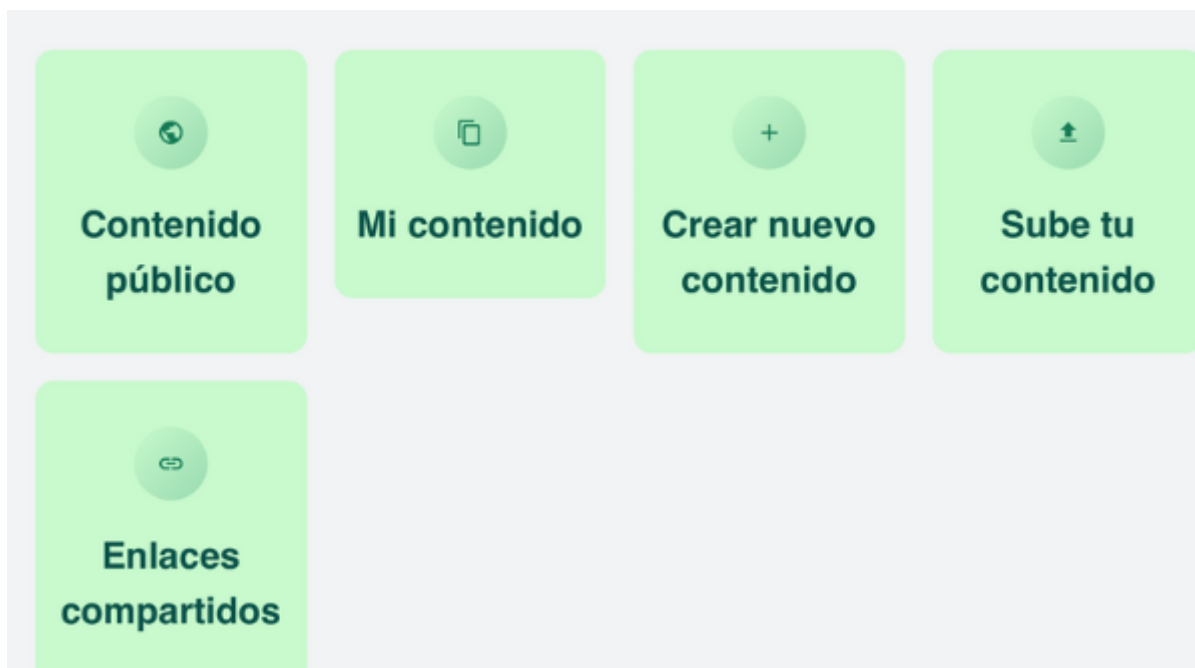 Contenido
público
Mi contenido
Crear nuevo
contenido
Sube tu
contenido
Enlaces
compartidos